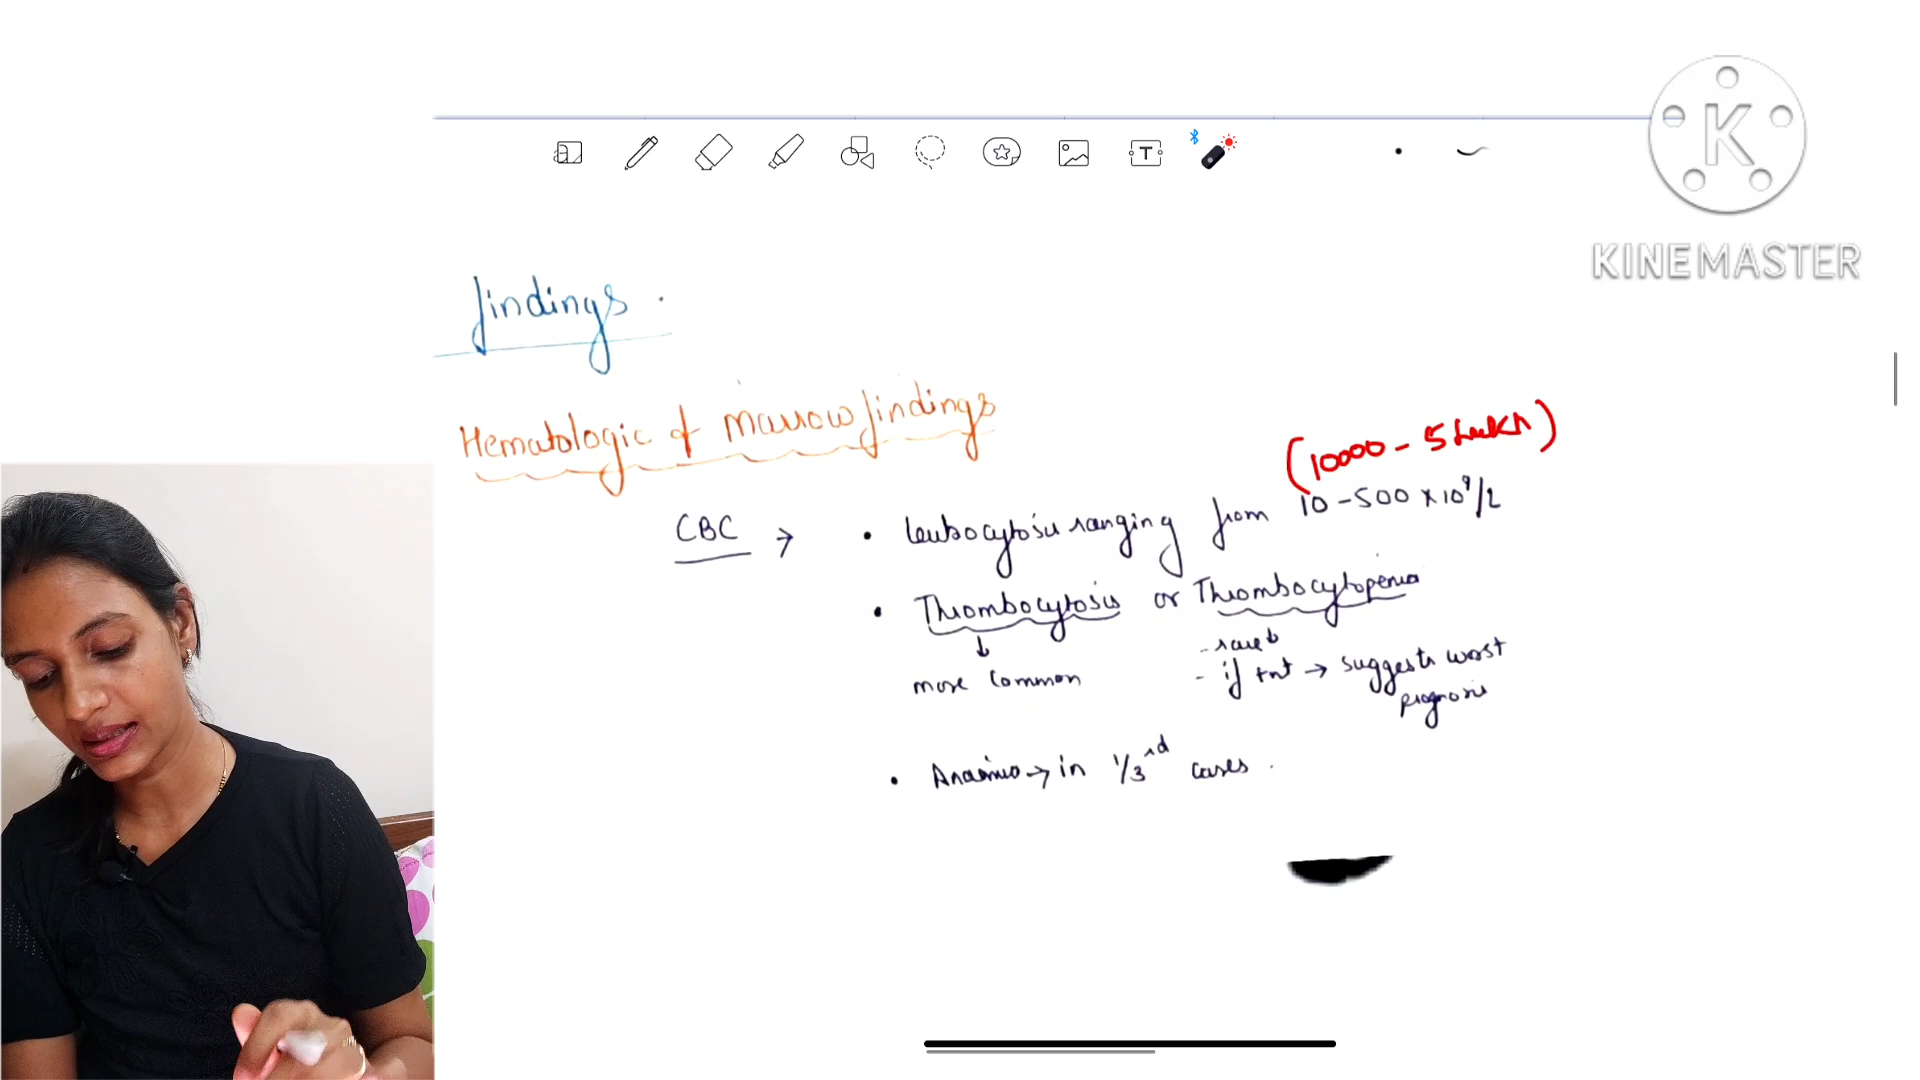 KINEMASTER
findings.
Hematologic & Marrow findings
(10000 - 5 Lakh)
CBC → • Leukocytosis ranging from 10-500 × 10⁹/L
• Thrombocytosis or Thrombocytopenia
↓ more common
- rare
- if +nt → suggests worst prognosis
• Anaemia → in 1/3rd cases.